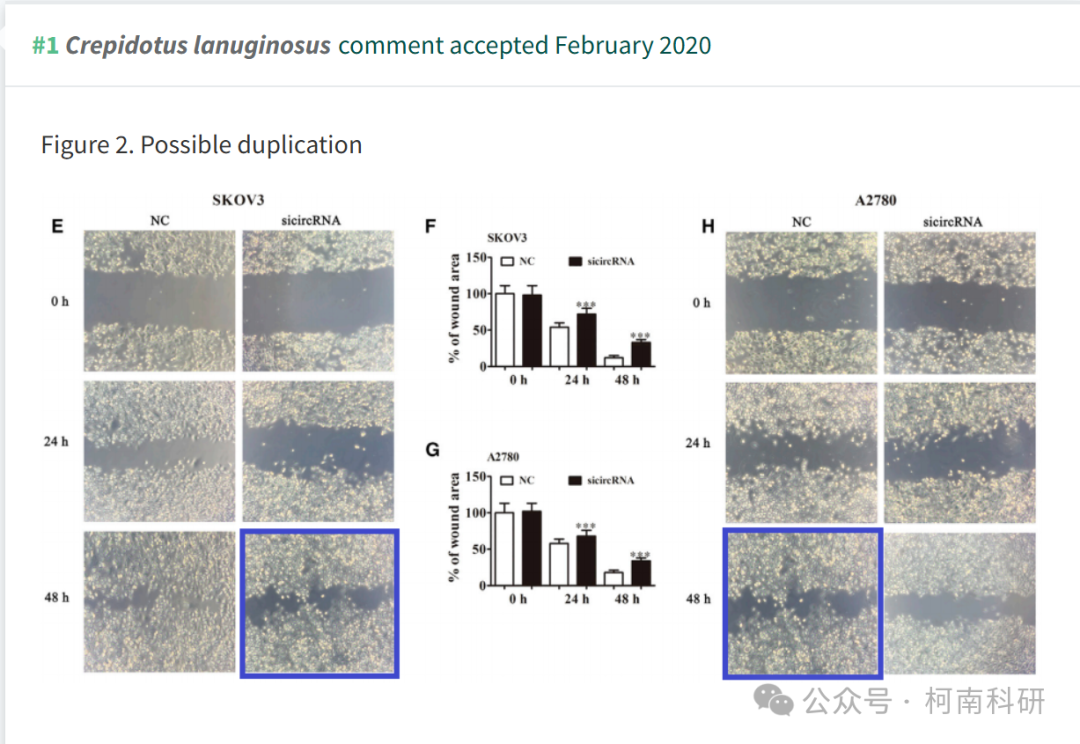 #1 Crepidotus lanuginosus comment accepted February 2020
Figure 2. Possible duplication
SKOV3
E
NC
sicircRNA
0 h
24 h
48 h
F
SKOV3
% of wound area
150
100
50
0
NC
sicircRNA
***
***
0 h
24 h
48 h
G
A2780
% of wound area
150
100
50
0
NC
sicircRNA
***
***
0 h
24 h
48 h
A2780
H
NC
sicircRNA
0 h
24 h
48 h
公众号 · 柯南科研